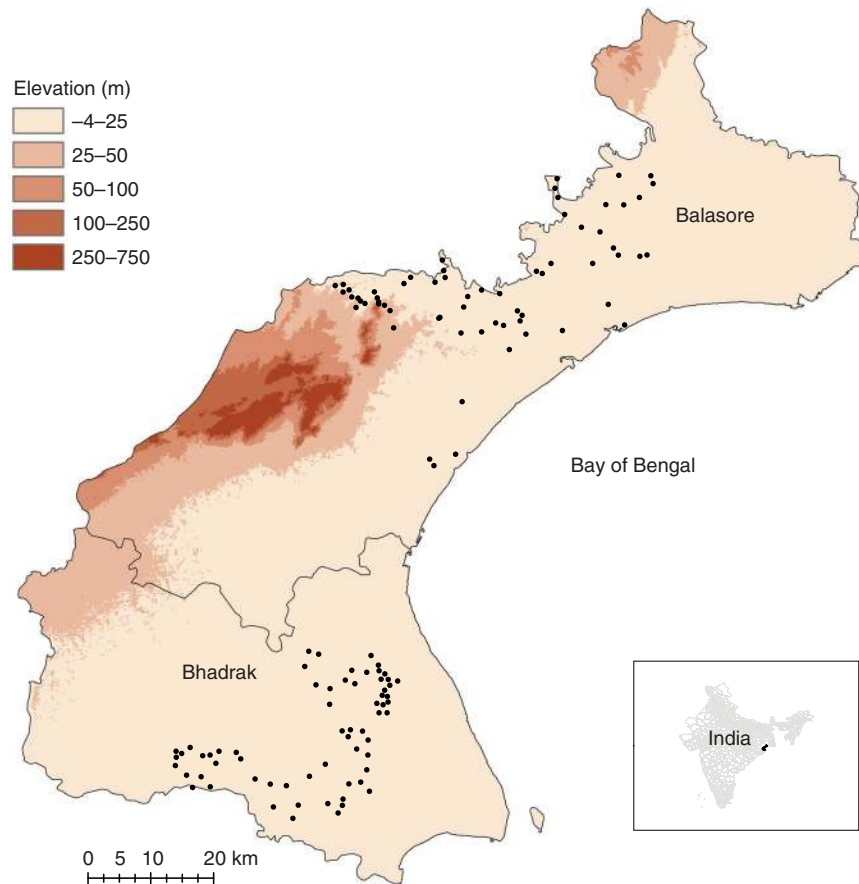 Elevation (m)
–4–25
25–50
50–100
100–250
250–750
Balasore
Bay of Bengal
Bhadrak
India
0 5 10 20 km